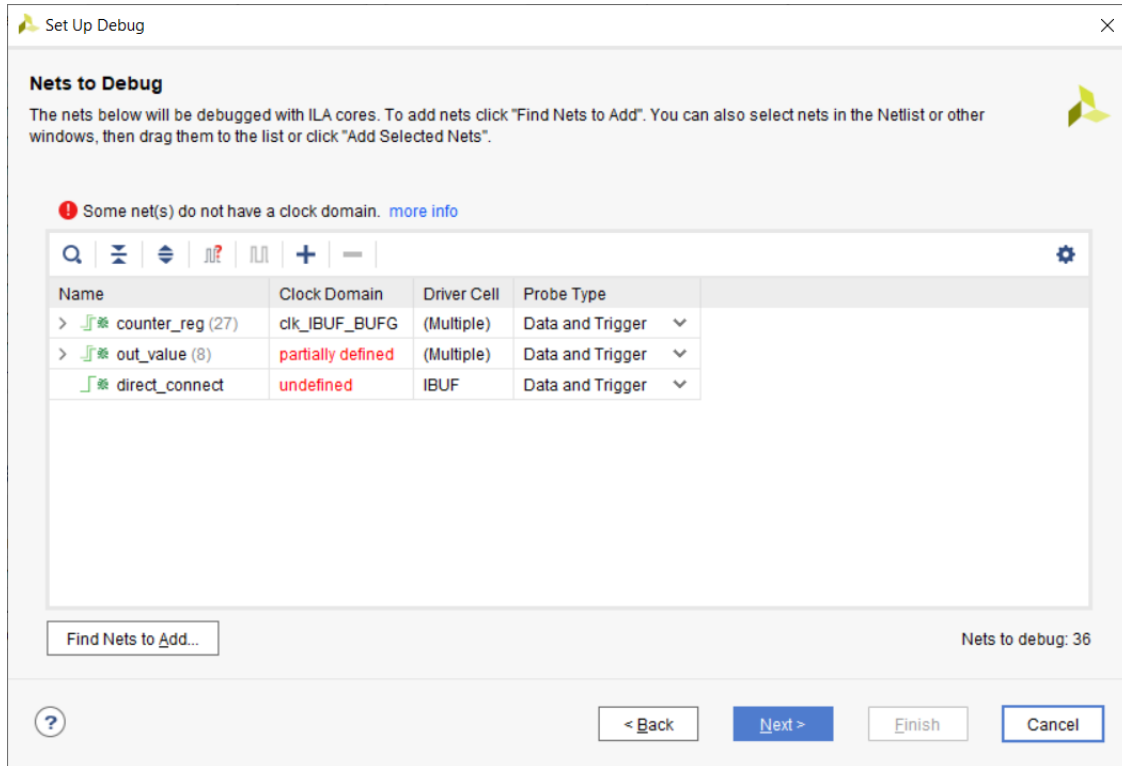 Set Up Debug
Nets to Debug
The nets below will be debugged with ILA cores. To add nets click "Find Nets to Add". You can also select nets in the Netlist or other
windows, then drag them to the list or click "Add Selected Nets".
Some net(s) do not have a clock domain. more info
Name Clock Domain Driver Cell Probe Type
counter_reg (27) clk_IBUF_BUFG (Multiple) Data and Trigger
out_value (8) partially defined (Multiple) Data and Trigger
direct_connect undefined IBUF Data and Trigger
Find Nets to Add... Nets to debug: 36
? < Back Next > Finish Cancel